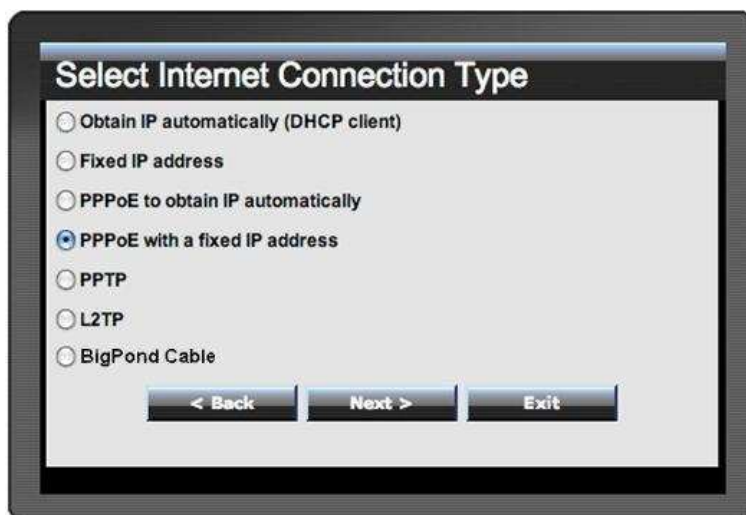 Select Internet Connection Type
Obtain IP automatically (DHCP client)
Fixed IP address
PPPoE to obtain IP automatically
PPPoE with a fixed IP address
PPTP
L2TP
BigPond Cable
< Back Next > Exit